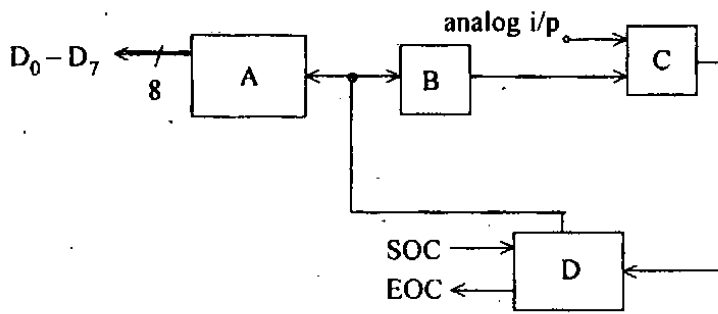 analog i/p
D₀ – D₇
8
A
B
C
SOC
EOC
D